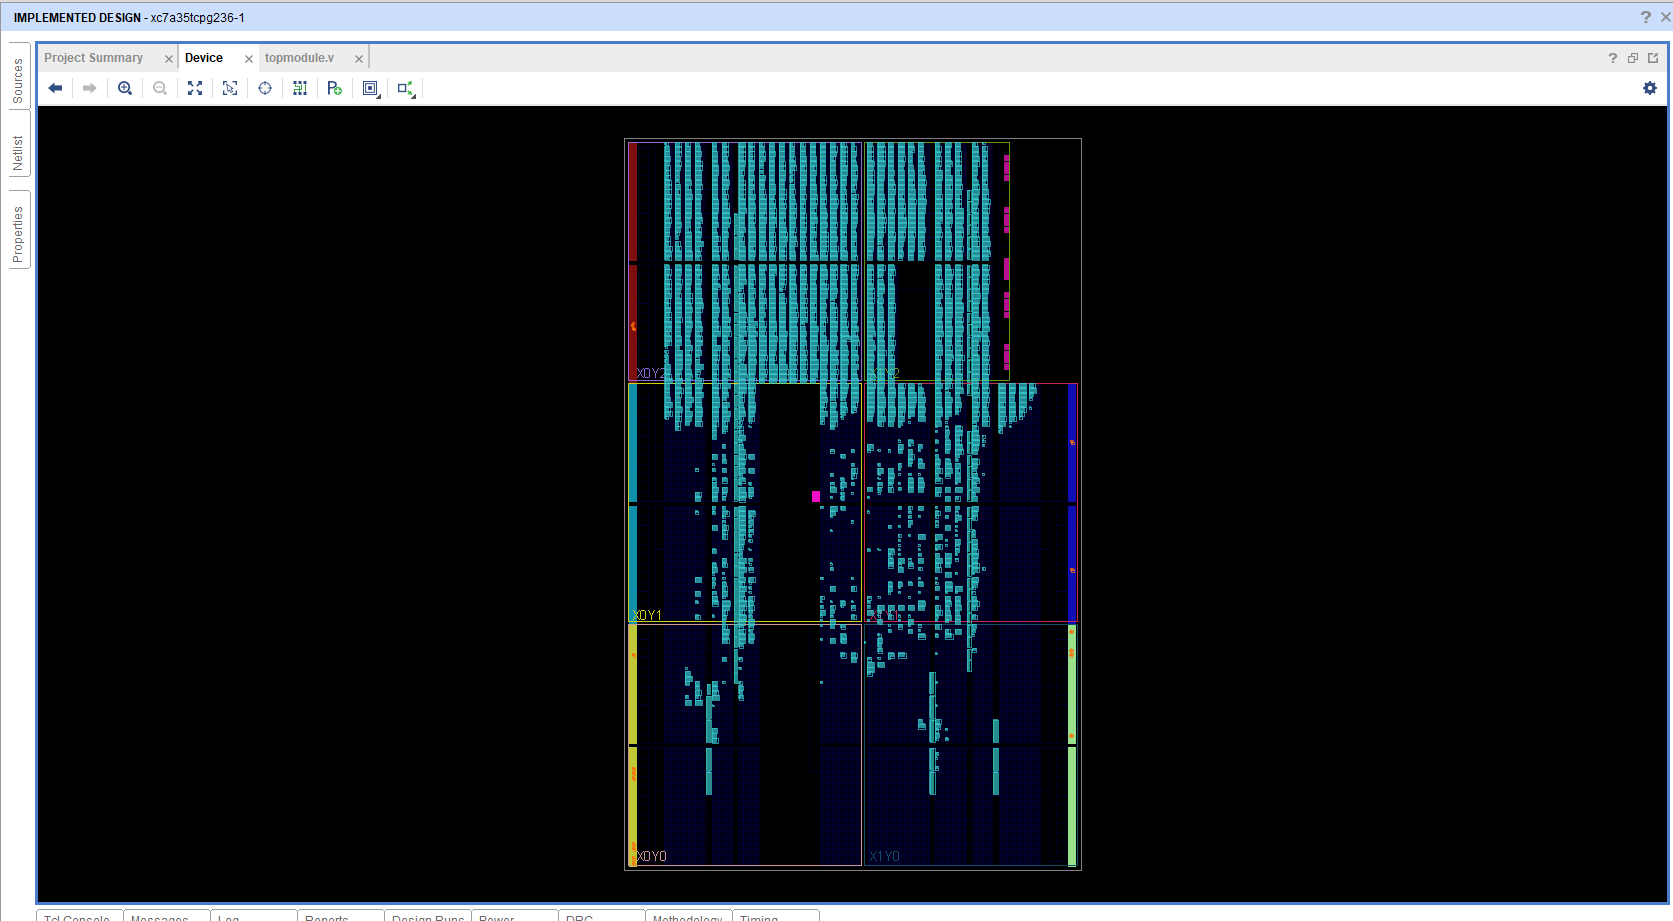 IMPLEMENTED DESIGN - xc7a35tcpg236-1
Sources
Netlist
Properties
Project Summary
Device
topmodule.v
X0Y2
X1Y2
X0Y1
X0Y0
X1Y0
Tcl Console
Messages
Log
Reports
Design Runs
Power
DRC
Methodology
Timing